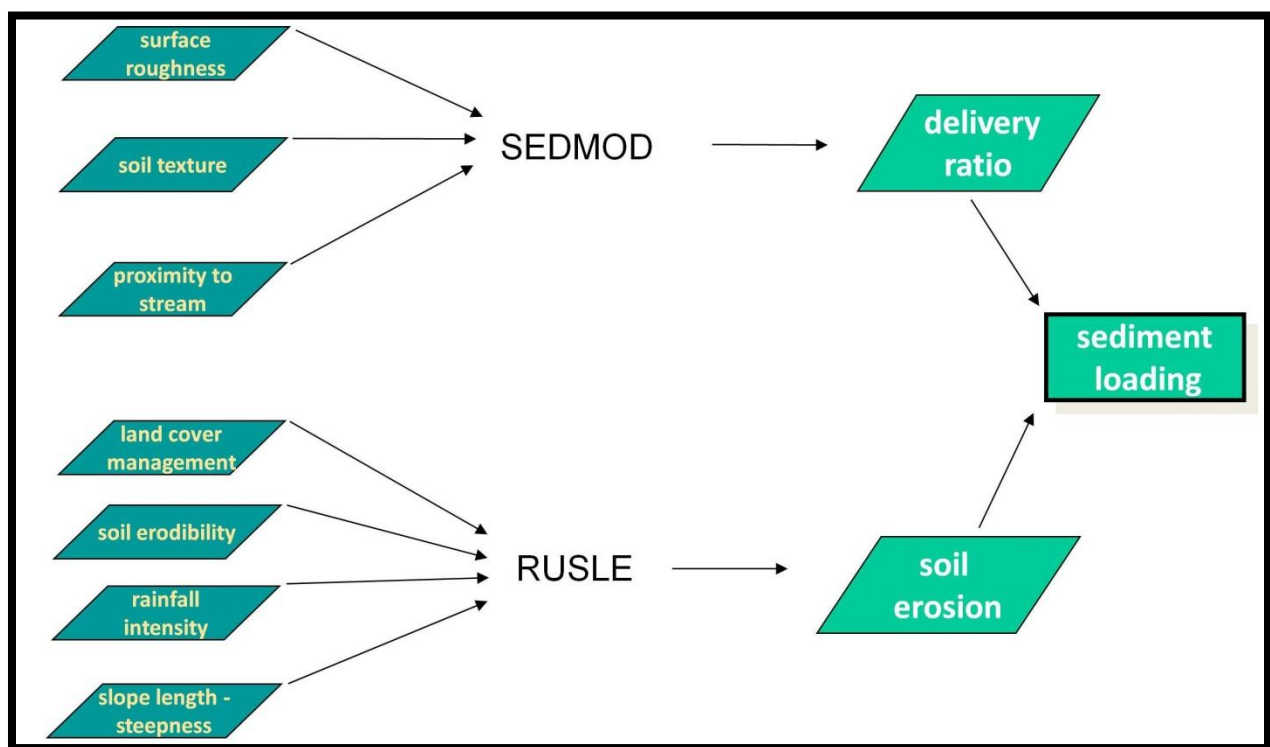 surface
roughness
soil texture
proximity to
stream
SEDMOD
delivery
ratio
sediment
loading
land cover
management
soil erodibility
rainfall
intensity
slope length -
steepness
RUSLE
soil
erosion